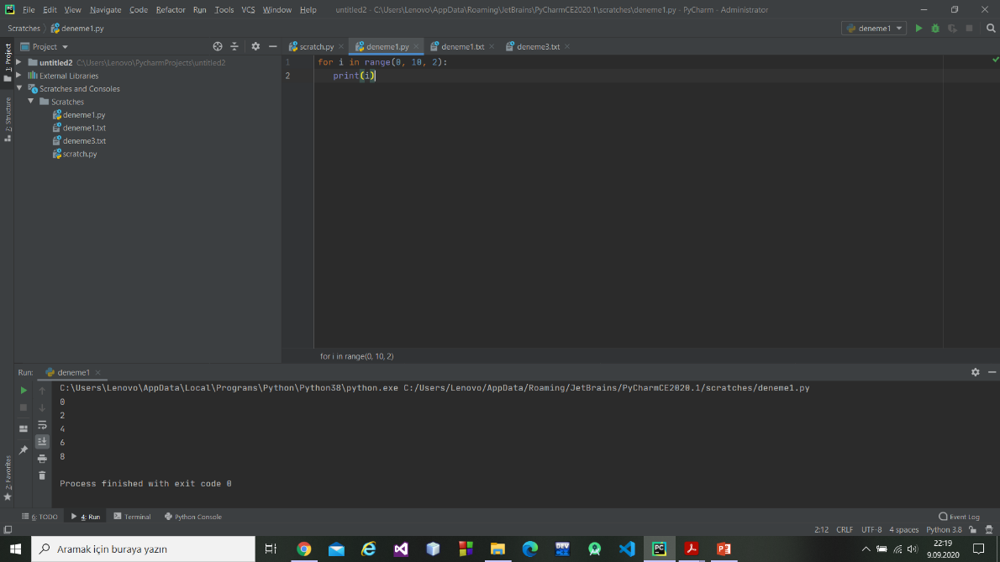 File Edit View Navigate Code Refactor Run Tools VCS Window Help untitled2 - C:\Users\Lenovo\AppData\Roaming\JetBrains\PyCharmCE2020.1\scratches\deneme1.py - PyCharm - Administrator
Scratches deneme1.py deneme1
Project scratch.py deneme1.py deneme1.txt deneme3.txt
1: Project
untitled2 C:\Users\Lenovo\PycharmProjects\untitled2
External Libraries
Scratches and Consoles
Scratches
deneme1.py
deneme1.txt
deneme3.txt
scratch.py
Z: Structure
1 for i in range(0, 10, 2):
2 print(i)
for i in range(0, 10, 2)
Run: deneme1
C:\Users\Lenovo\AppData\Local\Programs\Python\Python38\python.exe C:/Users/Lenovo/AppData/Roaming/JetBrains/PyCharmCE2020.1/scratches/deneme1.py
0
2
4
6
8
Process finished with exit code 0
2: Favorites
6: TODO 4: Run Terminal Python Console Event Log
2:12 CRLF UTF-8 4 spaces Python 3.8
Aramak için buraya yazın
DEV
PC
22:19
9.09.2020